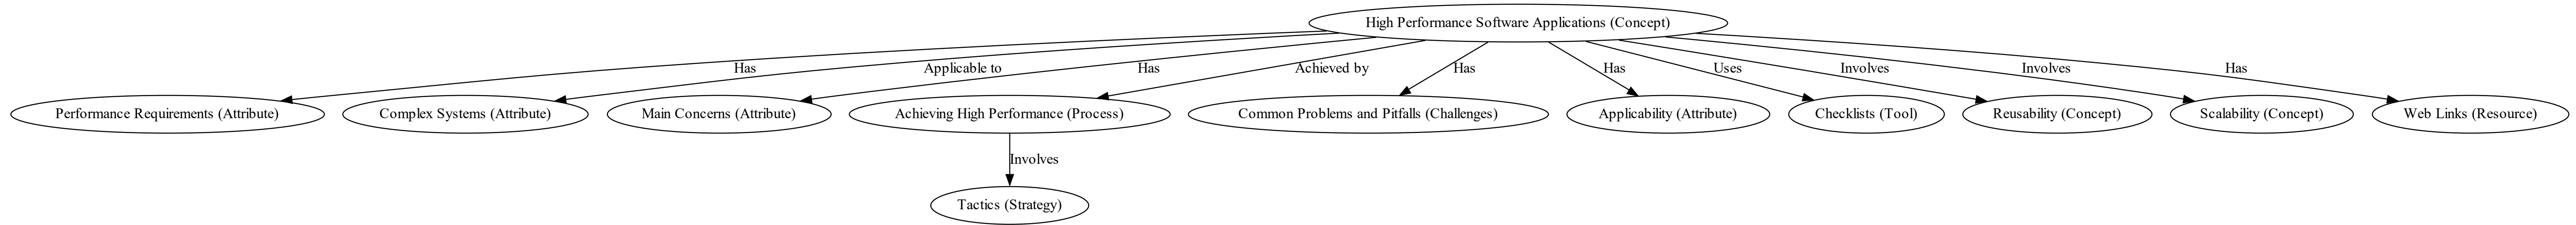 High Performance Software Applications (Concept)
Has
Applicable to
Has
Achieved by
Has
Has
Uses
Involves
Involves
Has
Performance Requirements (Attribute)
Complex Systems (Attribute)
Main Concerns (Attribute)
Achieving High Performance (Process)
Common Problems and Pitfalls (Challenges)
Applicability (Attribute)
Checklists (Tool)
Reusability (Concept)
Scalability (Concept)
Web Links (Resource)
Involves
Tactics (Strategy)